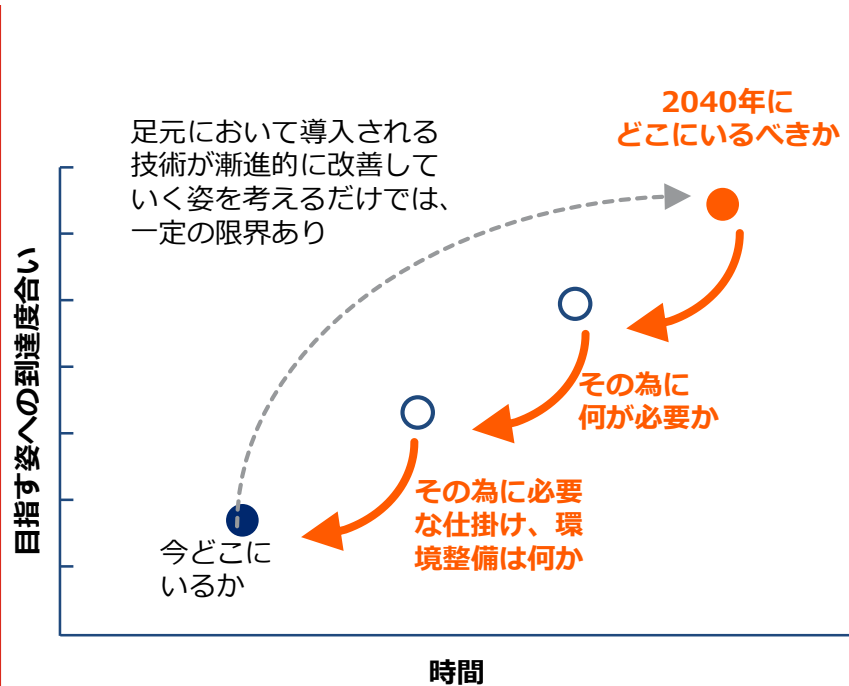 2040年に
どこにいるべきか
足元において導入される
技術が漸進的に改善して
いく姿を考えるだけでは、
一定の限界あり
目指す姿への到達度合い
その為に
何が必要か
その為に必要
な仕掛け、環
境整備は何か
今どこに
いるか
時間